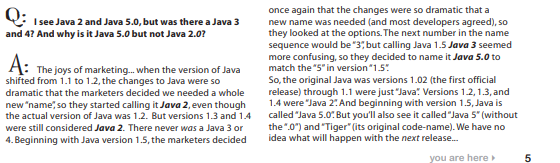 Q: I see Java 2 and Java 5.0, but was there a Java 3
and 4? And why is it Java 5.0 but not Java 2.0?
A: The joys of marketing... when the version of Java
shifted from 1.1 to 1.2, the changes to Java were so
dramatic that the marketers decided we needed a whole
new “name”, so they started calling it Java 2, even though
the actual version of Java was 1.2. But versions 1.3 and 1.4
were still considered Java 2. There never was a Java 3 or
4. Beginning with Java version 1.5, the marketers decided
once again that the changes were so dramatic that a
new name was needed (and most developers agreed), so
they looked at the options. The next number in the name
sequence would be “3”, but calling Java 1.5 Java 3 seemed
more confusing, so they decided to name it Java 5.0 to
match the “5” in version “1.5”.
So, the original Java was versions 1.02 (the first official
release) through 1.1 were just “Java”. Versions 1.2, 1.3, and
1.4 were “Java 2”. And beginning with version 1.5, Java is
called “Java 5.0”. But you’ll also see it called “Java 5” (without
the “.0”) and “Tiger” (its original code-name). We have no
idea what will happen with the next release...
you are here ▸ 5